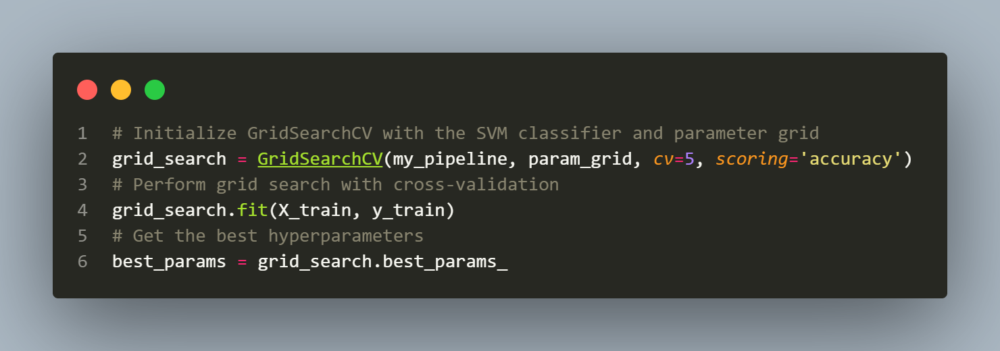 1 # Initialize GridSearchCV with the SVM classifier and parameter grid
2 grid_search = GridSearchCV(my_pipeline, param_grid, cv=5, scoring='accuracy')
3 # Perform grid search with cross-validation
4 grid_search.fit(X_train, y_train)
5 # Get the best hyperparameters
6 best_params = grid_search.best_params_